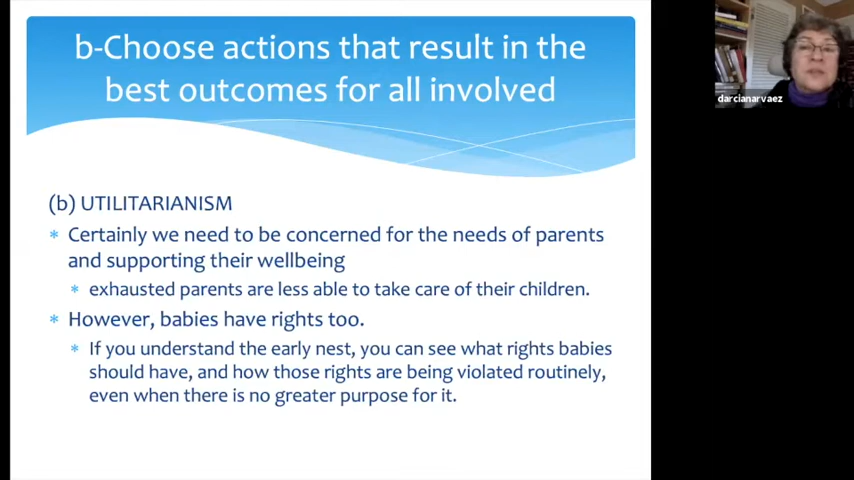 b-Choose actions that result in the
best outcomes for all involved
darcianarvaez
(b) UTILITARIANISM
* Certainly we need to be concerned for the needs of parents
and supporting their wellbeing
* exhausted parents are less able to take care of their children.
* However, babies have rights too.
* If you understand the early nest, you can see what rights babies
should have, and how those rights are being violated routinely,
even when there is no greater purpose for it.